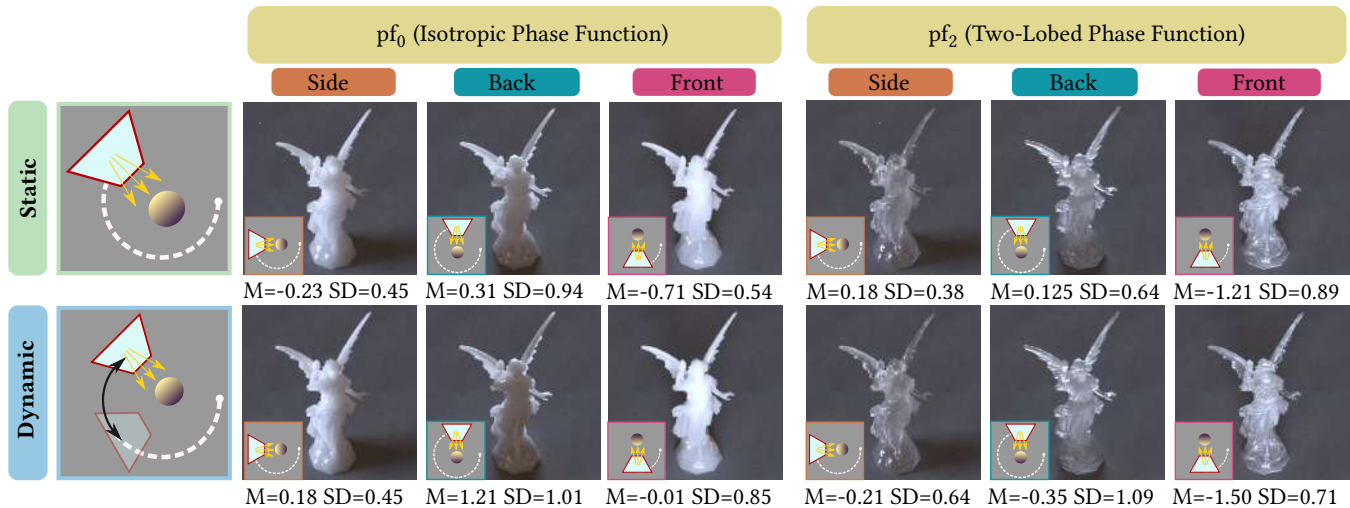 pf0 (Isotropic Phase Function) pf2 (Two-Lobed Phase Function)
Side Back Front Side Back Front
Static
M=-0.23 SD=0.45 M=0.31 SD=0.94 M=-0.71 SD=0.54 M=0.18 SD=0.38 M=0.125 SD=0.64 M=-1.21 SD=0.89
Dynamic
M=0.18 SD=0.45 M=1.21 SD=1.01 M=-0.01 SD=0.85 M=-0.21 SD=0.64 M=-0.35 SD=1.09 M=-1.50 SD=0.71